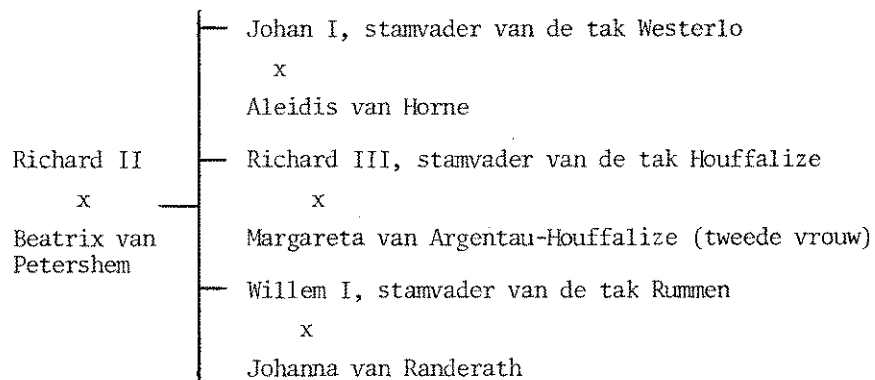 Johan I, stamvader van de tak Westerlo
x
Aleidis van Horne
Richard II
x
Beatrix van
Petershem
Richard III, stamvader van de tak Houffalize
x
Margareta van Argentau-Houffalize (tweede vrouw)
Willem I, stamvader van de tak Rummen
x
Johanna van Randerath